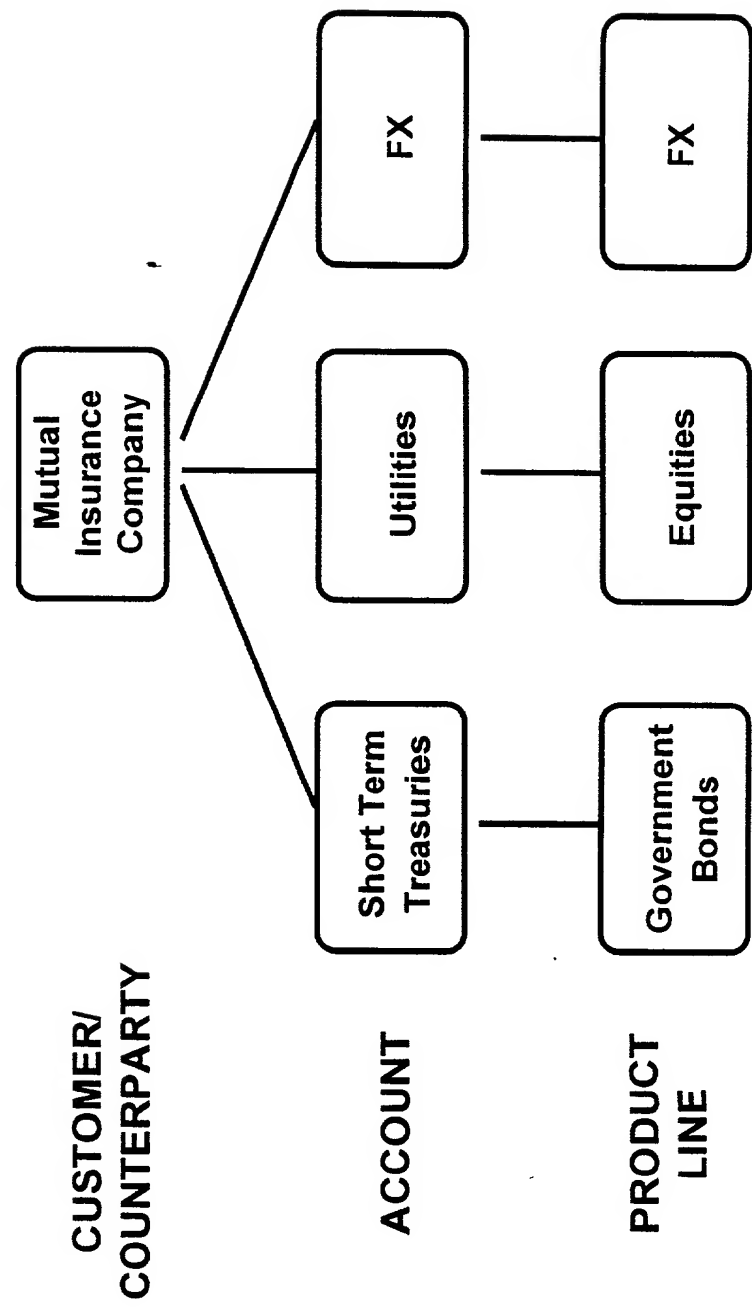 CUSTOMER/
COUNTERPARTY
Mutual
Insurance
Company
ACCOUNT
Short Term
Treasuries
Utilities
FX
PRODUCT
LINE
Government
Bonds
Equities
FX